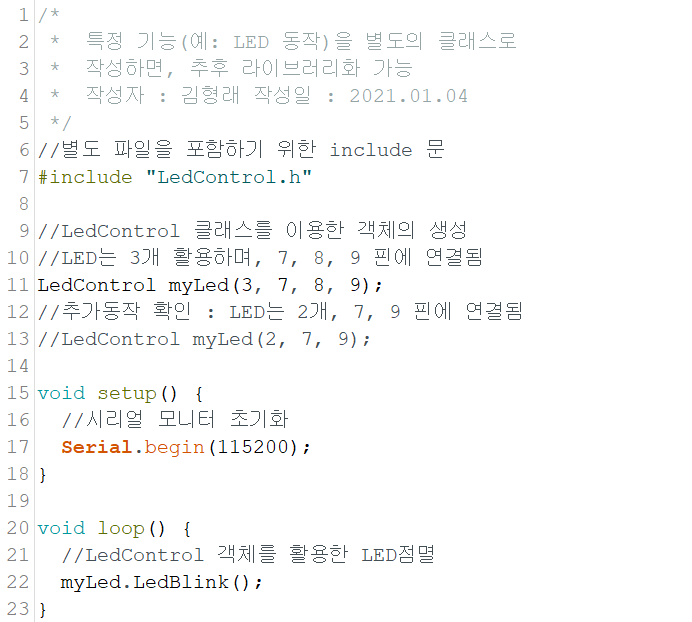 1 /*
2  *  특정 기능(예: LED 동작)을 별도의 클래스로
3  *  작성하면, 추후 라이브러리화 가능
4  *  작성자 : 김형래 작성일 : 2021.01.04
5  */
6 //별도 파일을 포함하기 위한 include 문
7 #include "LedControl.h"
8
9 //LedControl 클래스를 이용한 객체의 생성
10 //LED는 3개 활용하며, 7, 8, 9 핀에 연결됨
11 LedControl myLed(3, 7, 8, 9);
12 //추가동작 확인 : LED는 2개, 7, 9 핀에 연결됨
13 //LedControl myLed(2, 7, 9);
14
15 void setup() {
16   //시리얼 모니터 초기화
17   Serial.begin(115200);
18 }
19
20 void loop() {
21   //LedControl 객체를 활용한 LED점멸
22   myLed.LedBlink();
23 }